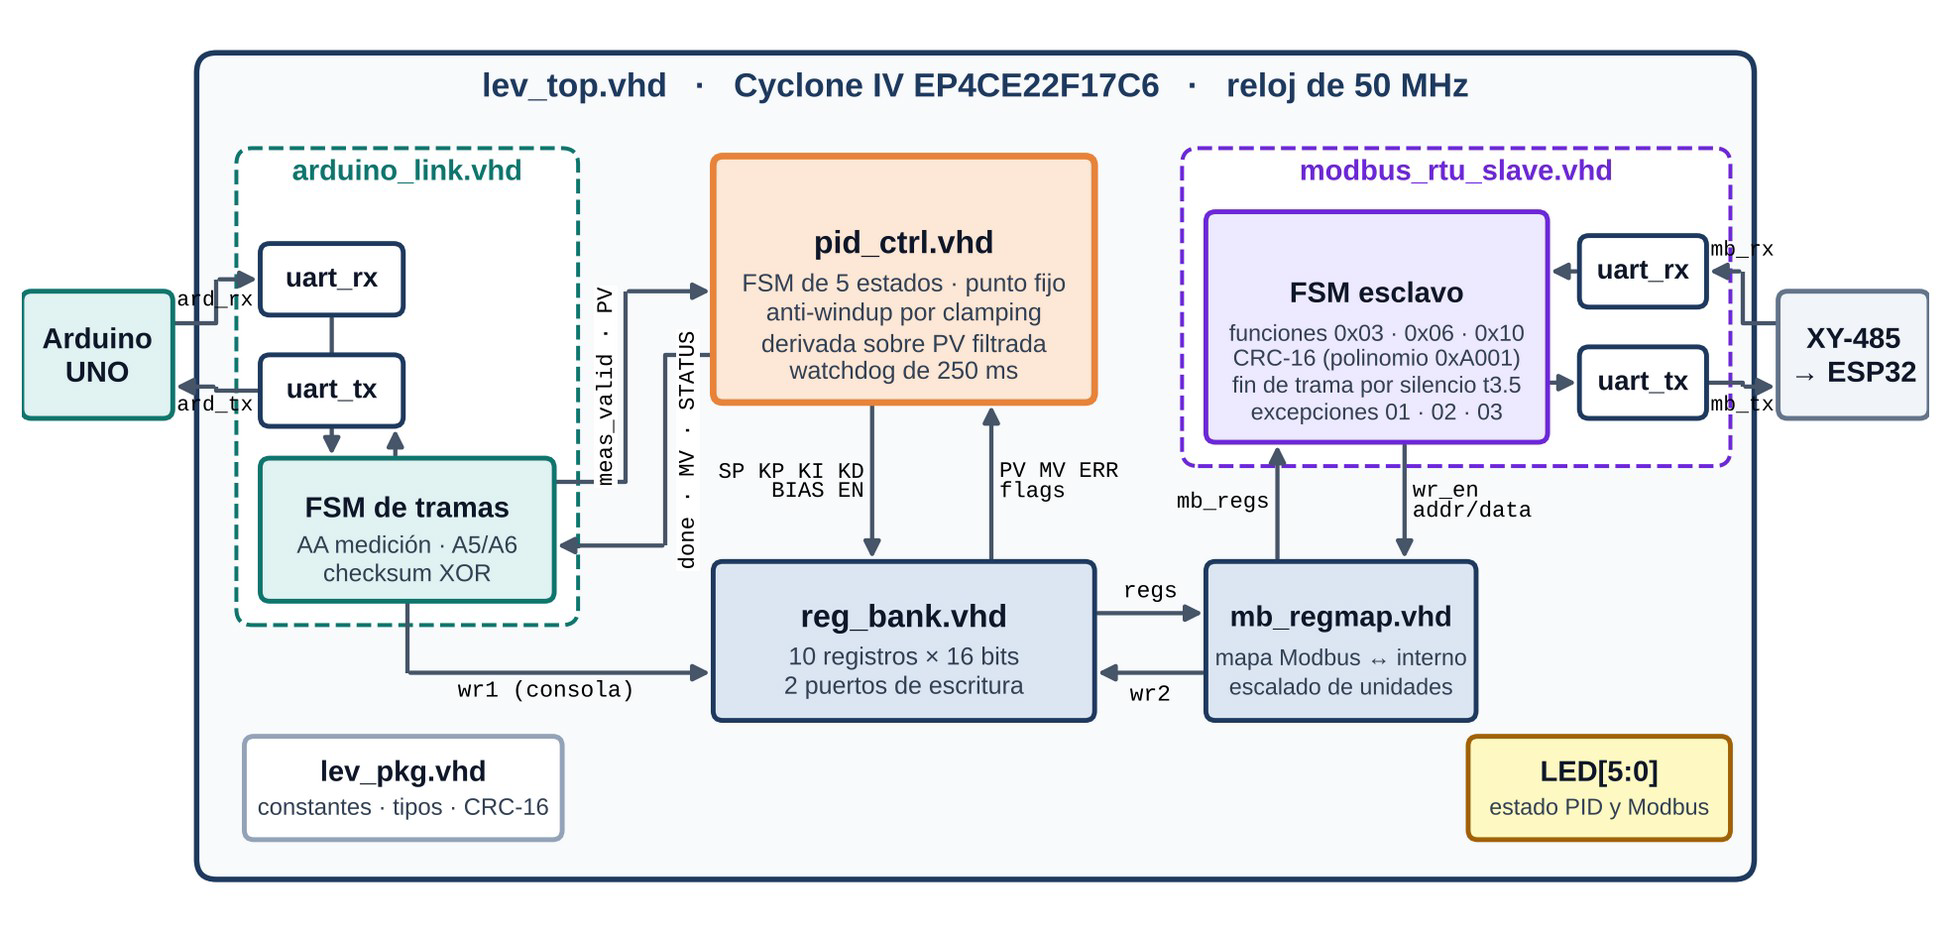 lev_top.vhd · Cyclone IV EP4CE22F17C6 · reloj de 50 MHz
arduino_link.vhd
uart_rx
uart_tx
Arduino
UNO
ard_rx
ard_tx
FSM de tramas
AA medición · A5/A6
checksum XOR
meas_valid · PV
done · MV · STATUS
pid_ctrl.vhd
FSM de 5 estados · punto fijo
anti-windup por clamping
derivada sobre PV filtrada
watchdog de 250 ms
SP KP KI KD
BIAS EN
PV MV ERR
flags
modbus_rtu_slave.vhd
FSM esclavo
funciones 0x03 · 0x06 · 0x10
CRC-16 (polinomio 0xA001)
fin de trama por silencio t3.5
excepciones 01 · 02 · 03
uart_rx
uart_tx
mb_rx
mb_tx
XY-485
→ ESP32
mb_regs
wr_en
addr/data
reg_bank.vhd
10 registros × 16 bits
2 puertos de escritura
regs
wr2
mb_regmap.vhd
mapa Modbus ↔ interno
escalado de unidades
wr1 (consola)
lev_pkg.vhd
constantes · tipos · CRC-16
LED[5:0]
estado PID y Modbus